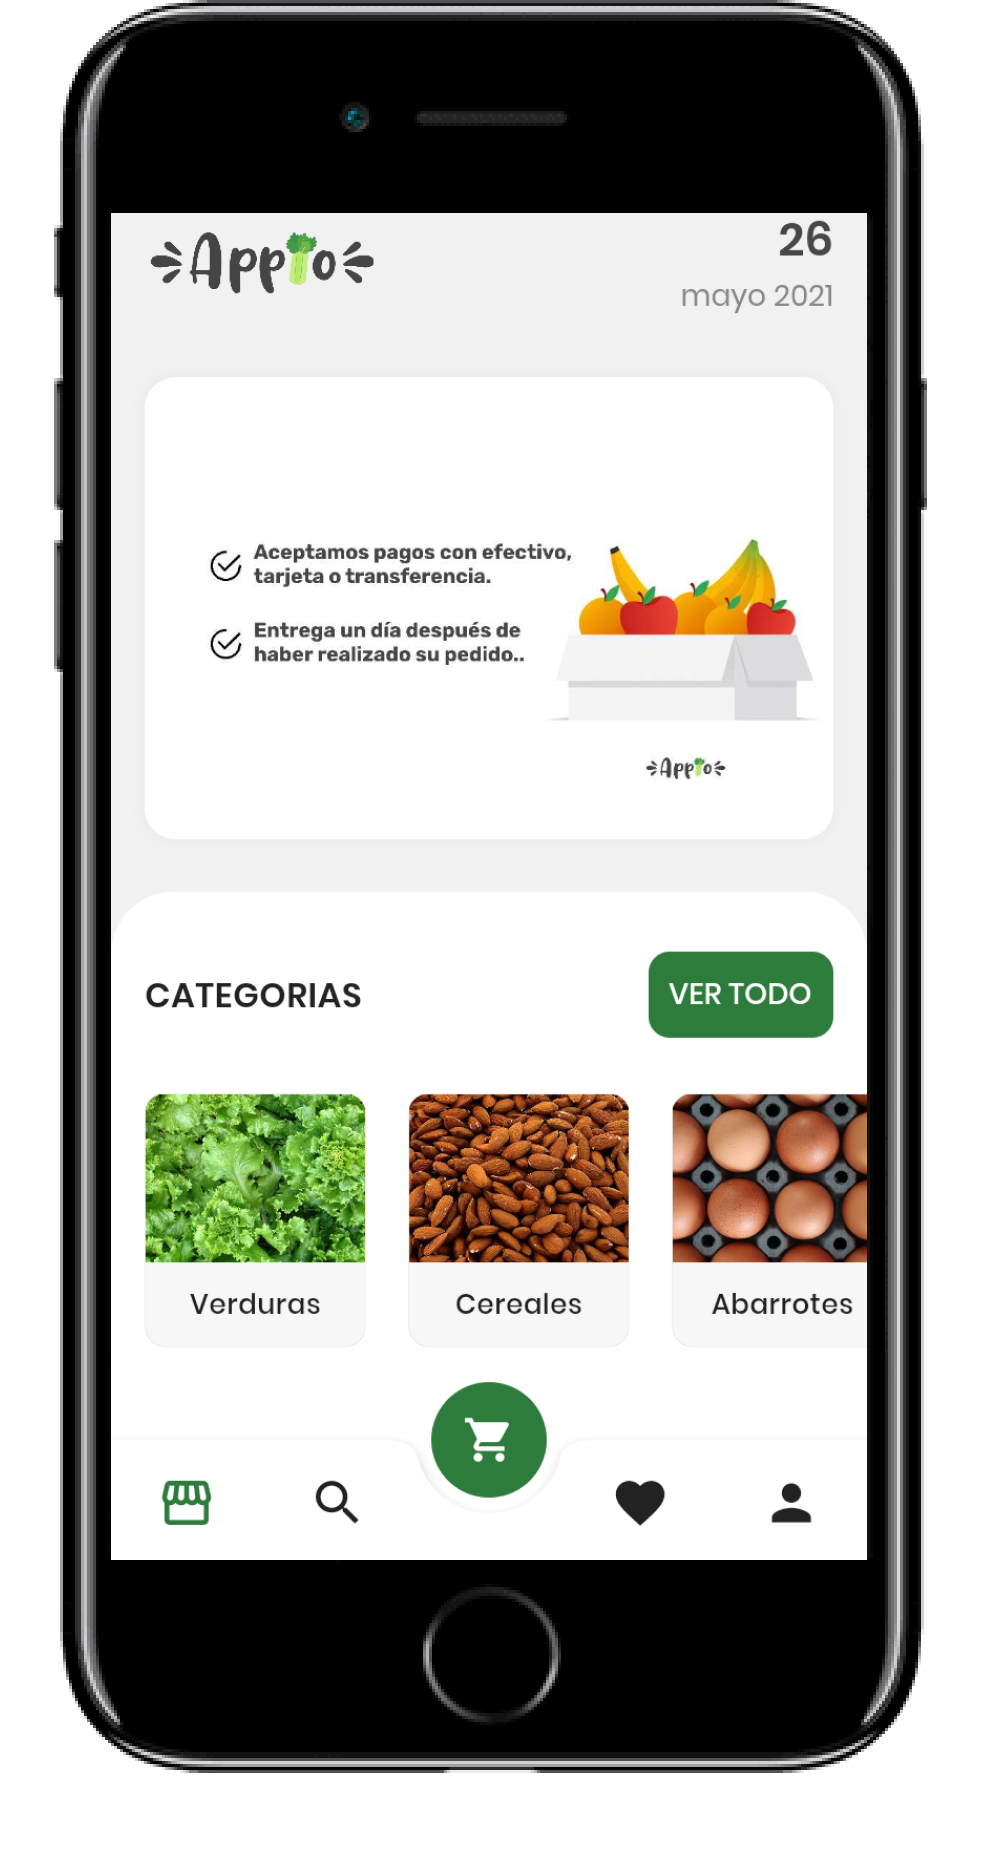 Appio
26
mayo 2021
Aceptamos pagos con efectivo,
tarjeta o transferencia.
Entrega un día después de
haber realizado su pedido..
Appio
CATEGORIAS
VER TODO
Verduras
Cereales
Abarrotes